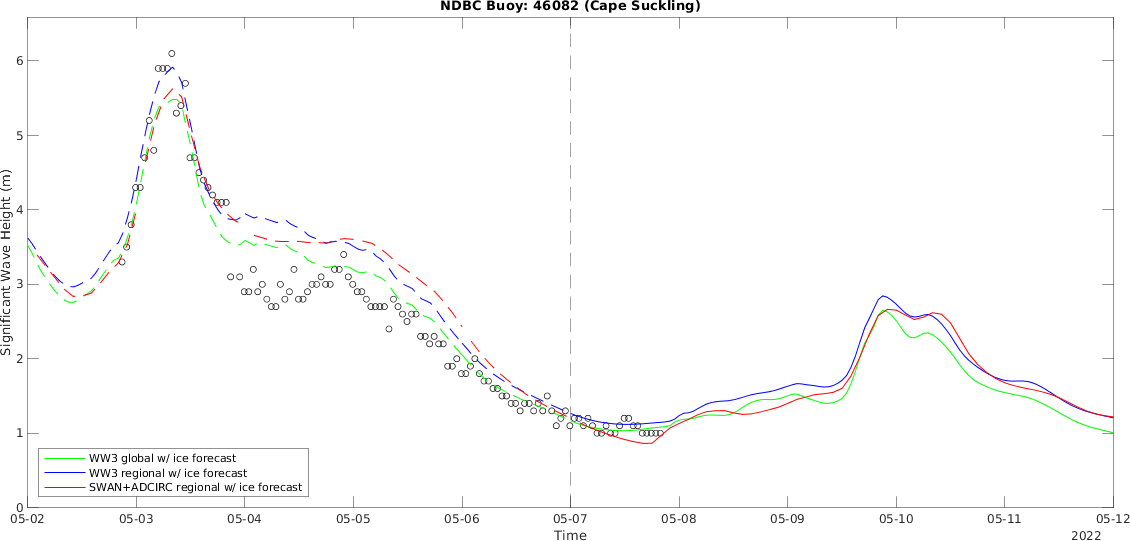 NDBC Buoy: 46082 (Cape Suckling)
Significant Wave Height (m)
6
5
4
3
2
1
0
WW3 global w/ ice forecast
WW3 regional w/ ice forecast
SWAN+ADCIRC regional w/ ice forecast
05-02 05-03 05-04 05-05 05-06 05-07 05-08 05-09 05-10 05-11 05-12
Time
2022